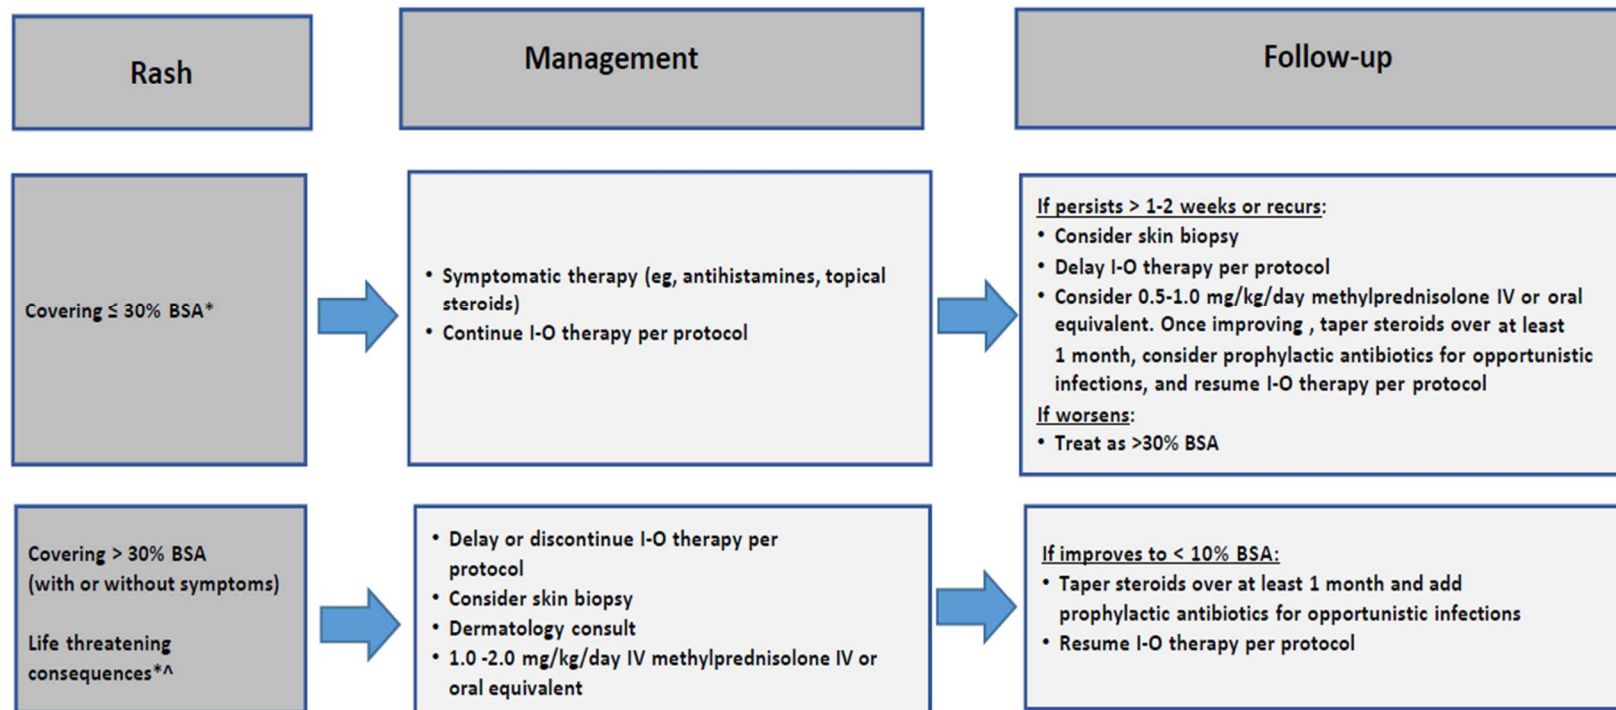 Rash
Management
Follow-up
Covering ≤ 30% BSA*
• Symptomatic therapy (eg, antihistamines, topical
steroids)
• Continue I-O therapy per protocol
If persists > 1-2 weeks or recurs:
• Consider skin biopsy
• Delay I-O therapy per protocol
• Consider 0.5-1.0 mg/kg/day methylprednisolone IV or oral
equivalent. Once improving , taper steroids over at least
1 month, consider prophylactic antibiotics for opportunistic
infections, and resume I-O therapy per protocol
If worsens:
• Treat as >30% BSA
Covering > 30% BSA
(with or without symptoms)
Life threatening
consequences*^
• Delay or discontinue I-O therapy per
protocol
• Consider skin biopsy
• Dermatology consult
• 1.0 -2.0 mg/kg/day IV methylprednisolone IV or
oral equivalent
If improves to < 10% BSA:
• Taper steroids over at least 1 month and add
prophylactic antibiotics for opportunistic infections
• Resume I-O therapy per protocol